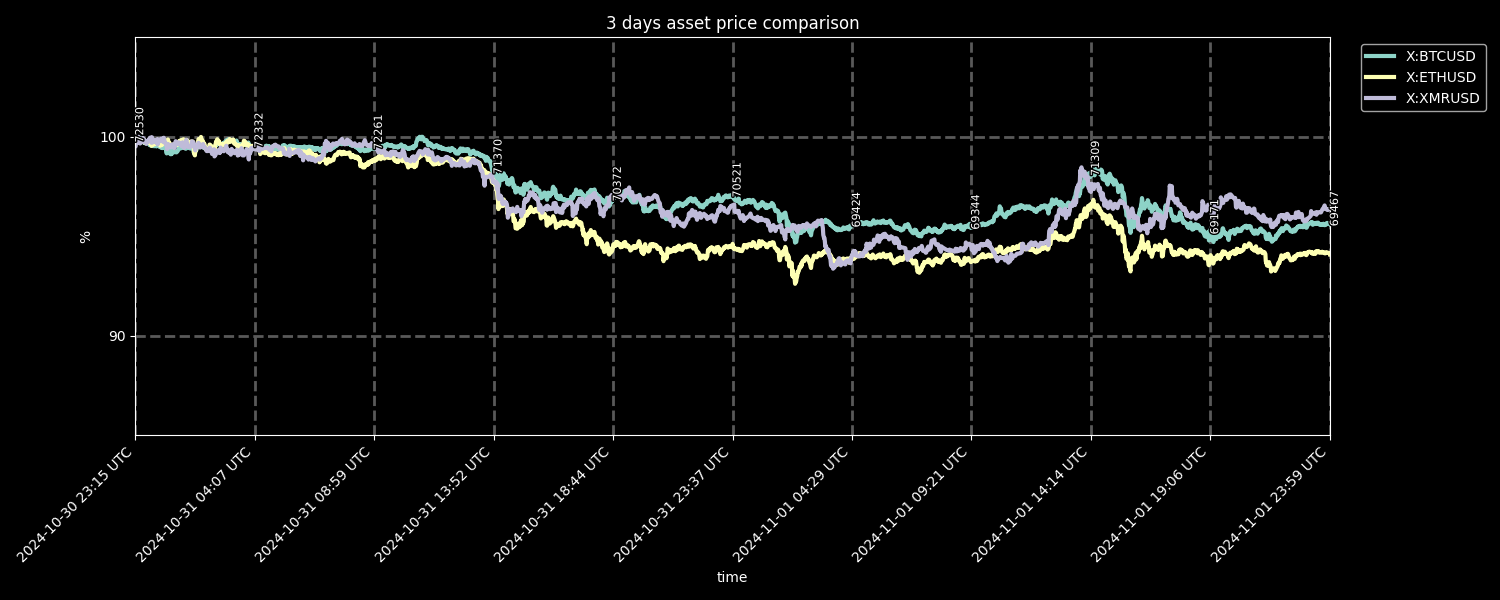 3 days asset price comparison
X:BTCUSD
X:ETHUSD
X:XMRUSD
%
100
90
72530
72332
72261
71370
70372
70521
69424
69344
71309
69171
69467
2024-10-30 23:15 UTC
2024-10-31 04:07 UTC
2024-10-31 08:59 UTC
2024-10-31 13:52 UTC
2024-10-31 18:44 UTC
2024-10-31 23:37 UTC
2024-11-01 04:29 UTC
2024-11-01 09:21 UTC
2024-11-01 14:14 UTC
2024-11-01 19:06 UTC
2024-11-01 23:59 UTC
time